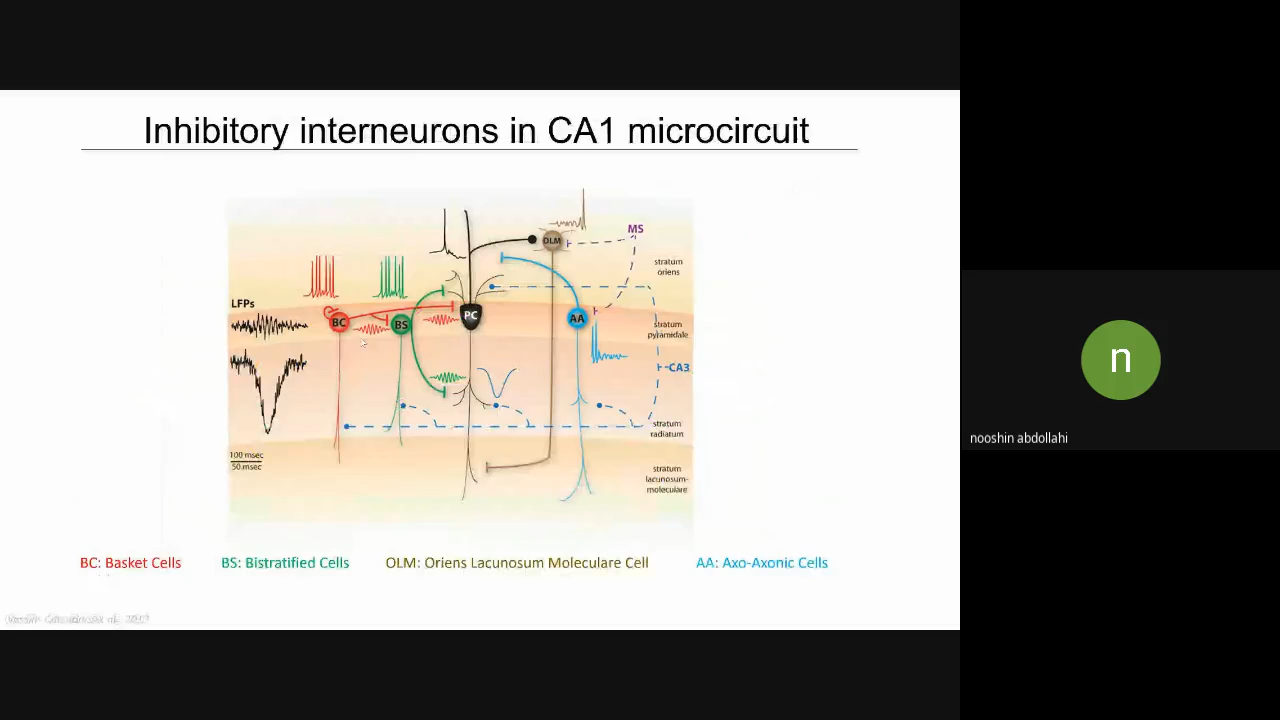 Inhibitory interneurons in CA1 microcircuit
OLM
MS
stratum
oriens
LFPs
BC
BS
PC
AA
stratum
pyramidale
CA3
stratum
radiatum
100 msec
50 msec
stratum
lacunosum-
moleculare
BC: Basket Cells
BS: Bistratified Cells
OLM: Oriens Lacunosum Moleculare Cell
AA: Axo-Axonic Cells
n
nooshin abdollahi